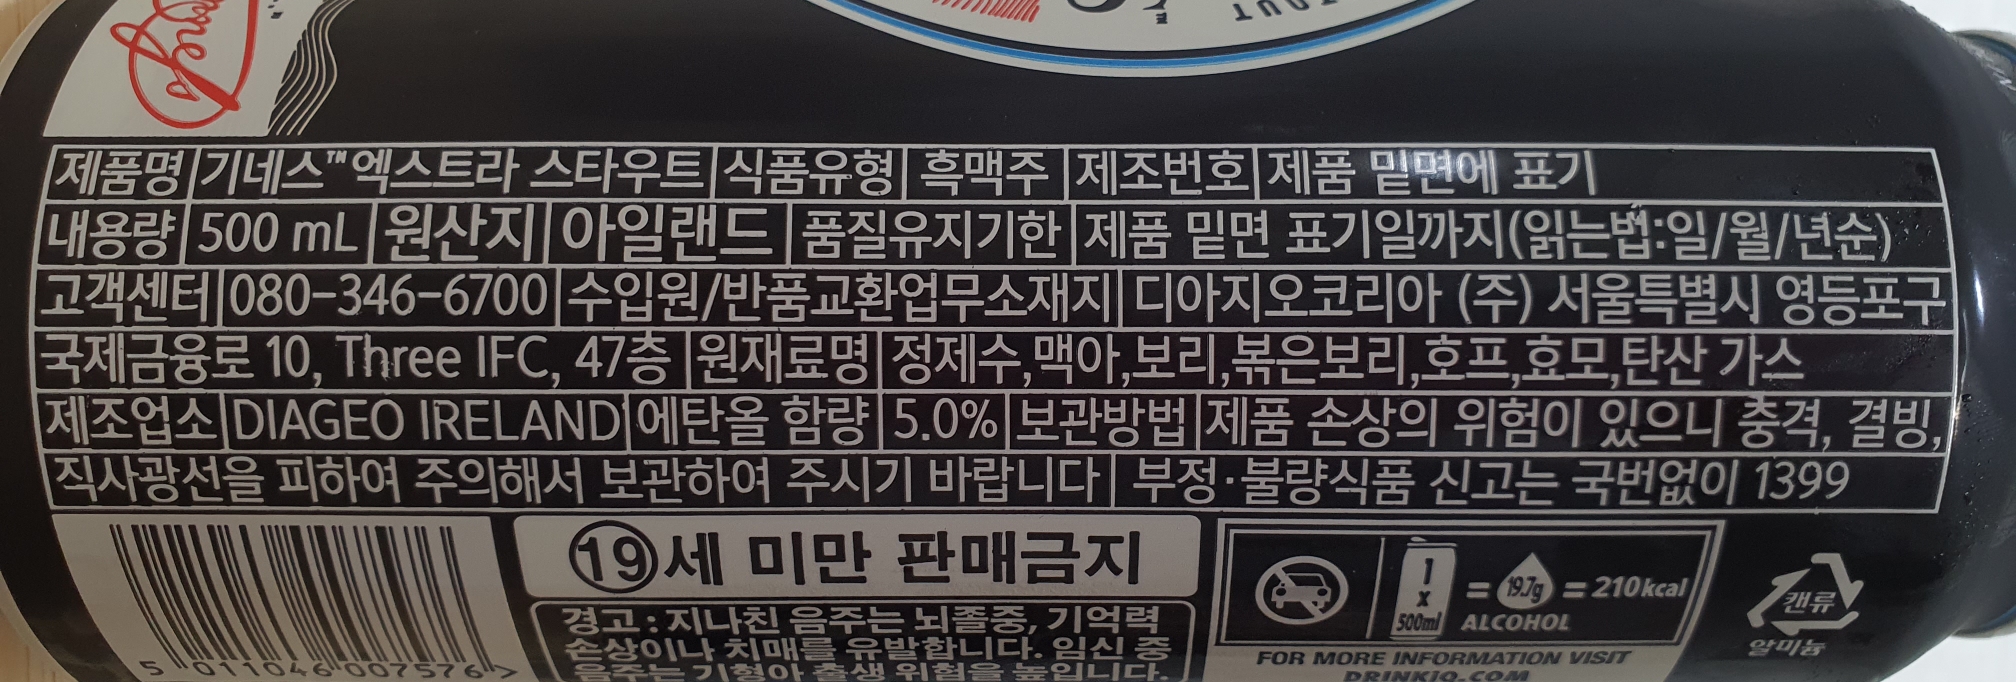 TOUT
제품명 기네스™ 엑스트라 스타우트 식품유형 흑맥주 제조번호 제품 밑면에 표기
내용량 500 mL 원산지 아일랜드 품질유지기한 제품 밑면 표기일까지(읽는법:일/월/년순)
고객센터 080-346-6700 수입원/반품교환업무소재지 디아지오코리아 (주) 서울특별시 영등포구
국제금융로 10, Three IFC, 47층 원재료명 정제수,맥아,보리,볶은보리,호프,효모,탄산 가스
제조업소 DIAGEO IRELAND 에탄올 함량 5.0% 보관방법 제품 손상의 위험이 있으니 충격, 결빙,
직사광선을 피하여 주의해서 보관하여 주시기 바랍니다 부정·불량식품 신고는 국번없이 1399
19세 미만 판매금지
경고: 지나친 음주는 뇌졸중, 기억력
손상이나 치매를 유발합니다. 임신 중
음주는 기형아 출생 위험을 높입니다.
5 011046 007576 >
1 x 500ml = 19.7g ALCOHOL = 210 kcal
FOR MORE INFORMATION VISIT
DRINKiQ.COM
캔류
알미늄